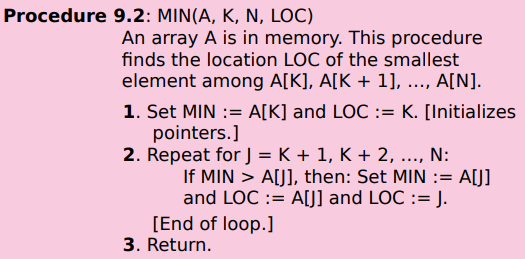 Procedure 9.2: MIN(A, K, N, LOC)
An array A is in memory. This procedure
finds the location LOC of the smallest
element among A[K], A[K + 1], ..., A[N].
1. Set MIN := A[K] and LOC := K. [Initializes
pointers.]
2. Repeat for J = K + 1, K + 2, ..., N:
If MIN > A[J], then: Set MIN := A[J]
and LOC := A[J] and LOC := J.
[End of loop.]
3. Return.